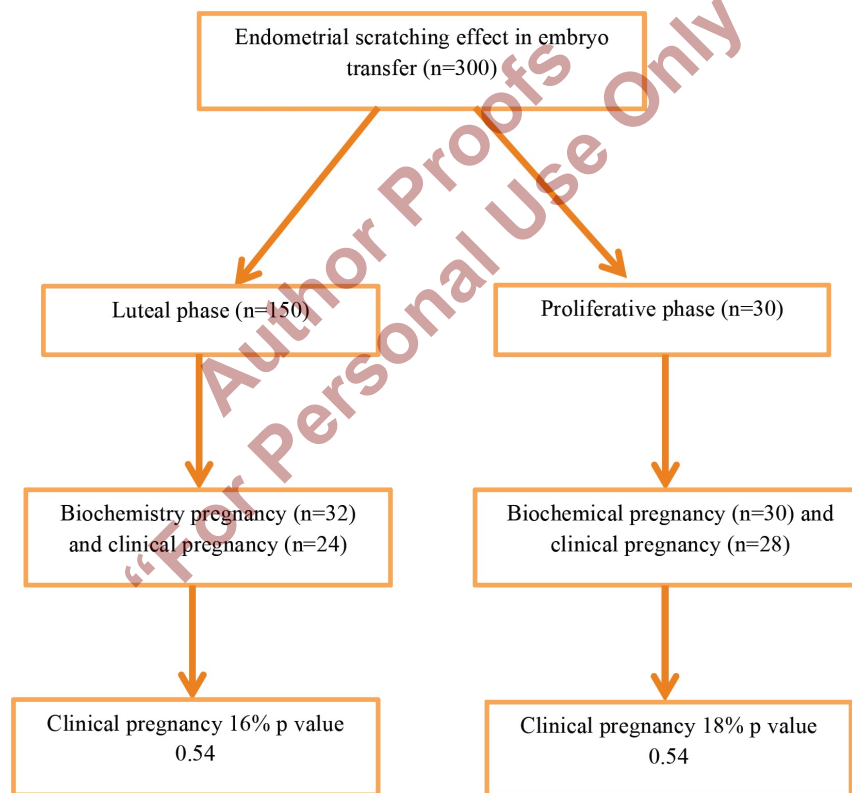 Endometrial scratching effect in embryo
transfer (n=300)
Luteal phase (n=150)
Proliferative phase (n=30)
Biochemistry pregnancy (n=32)
and clinical pregnancy (n=24)
Biochemical pregnancy (n=30) and
clinical pregnancy (n=28)
Clinical pregnancy 16% p value
0.54
Clinical pregnancy 18% p value
0.54
Author Proofs
“For Personal Use Only